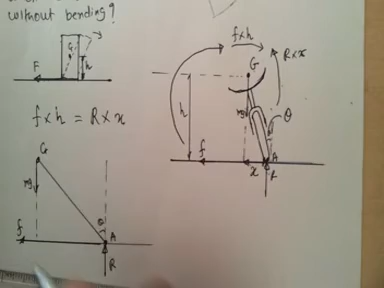 without bending?
f×h
G
R×x
F
h
G
h
mg
θ
f×h = R×x
f
x
A
R
G
mg
θ
f
A
R